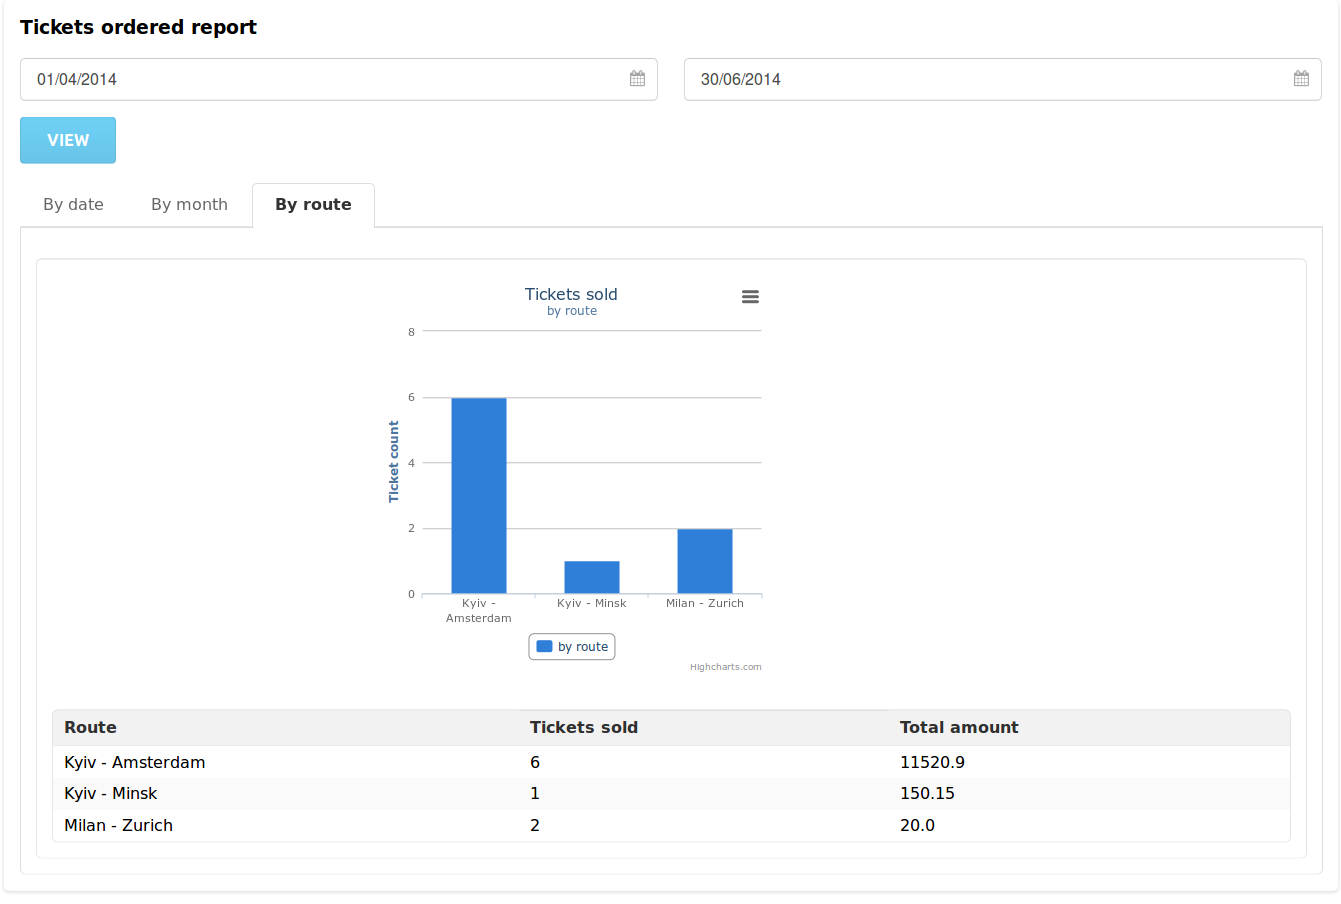 Tickets ordered report
01/04/2014 30/06/2014
VIEW
By date By month By route
Tickets sold
by route
8
6
4
2
0
Ticket count
Kyiv - Amsterdam Kyiv - Minsk Milan - Zurich
by route
Highcharts.com
Route Tickets sold Total amount
Kyiv - Amsterdam 6 11520.9
Kyiv - Minsk 1 150.15
Milan - Zurich 2 20.0